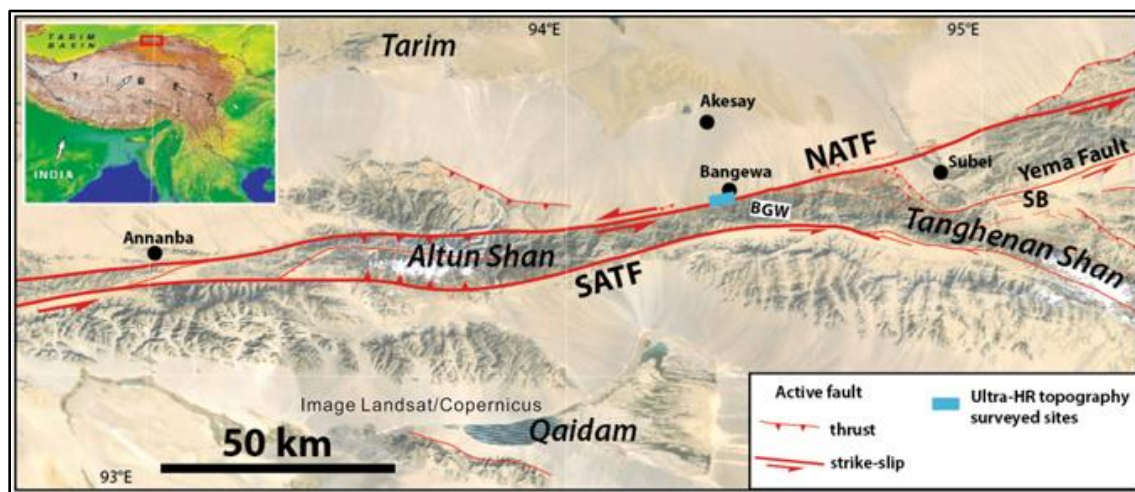 TARIM
BASIN
INDIA
94°E
95°E
Tarim
Akesay
NATF
Subei
Yema Fault
Bangewa
SB
BGW
Annanba
Altun Shan
Tanghenan Shan
SATF
Image Landsat/Copernicus
50 km
Qaidam
93°E
Active fault
thrust
strike-slip
Ultra-HR topography
surveyed sites